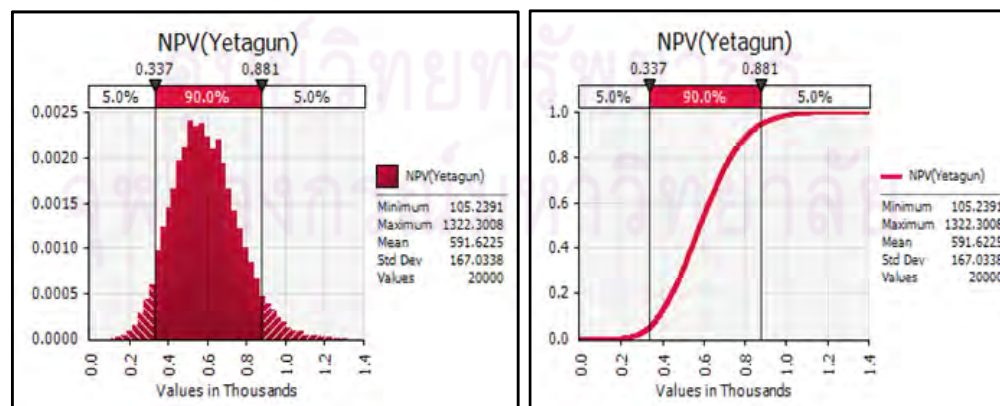 NPV(Yetagun)
0.337 0.881
5.0% 90.0% 5.0%
0.0025
0.0020
0.0015
0.0010
0.0005
0.0000
0.0 0.2 0.4 0.6 0.8 1.0 1.2 1.4
Values in Thousands
NPV(Yetagun)
Minimum 105.2391
Maximum 1322.3008
Mean 591.6225
Std Dev 167.0338
Values 20000
NPV(Yetagun)
0.337 0.881
5.0% 90.0% 5.0%
1.0
0.8
0.6
0.4
0.2
0.0
0.0 0.2 0.4 0.6 0.8 1.0 1.2 1.4
Values in Thousands
NPV(Yetagun)
Minimum 105.2391
Maximum 1322.3008
Mean 591.6225
Std Dev 167.0338
Values 20000